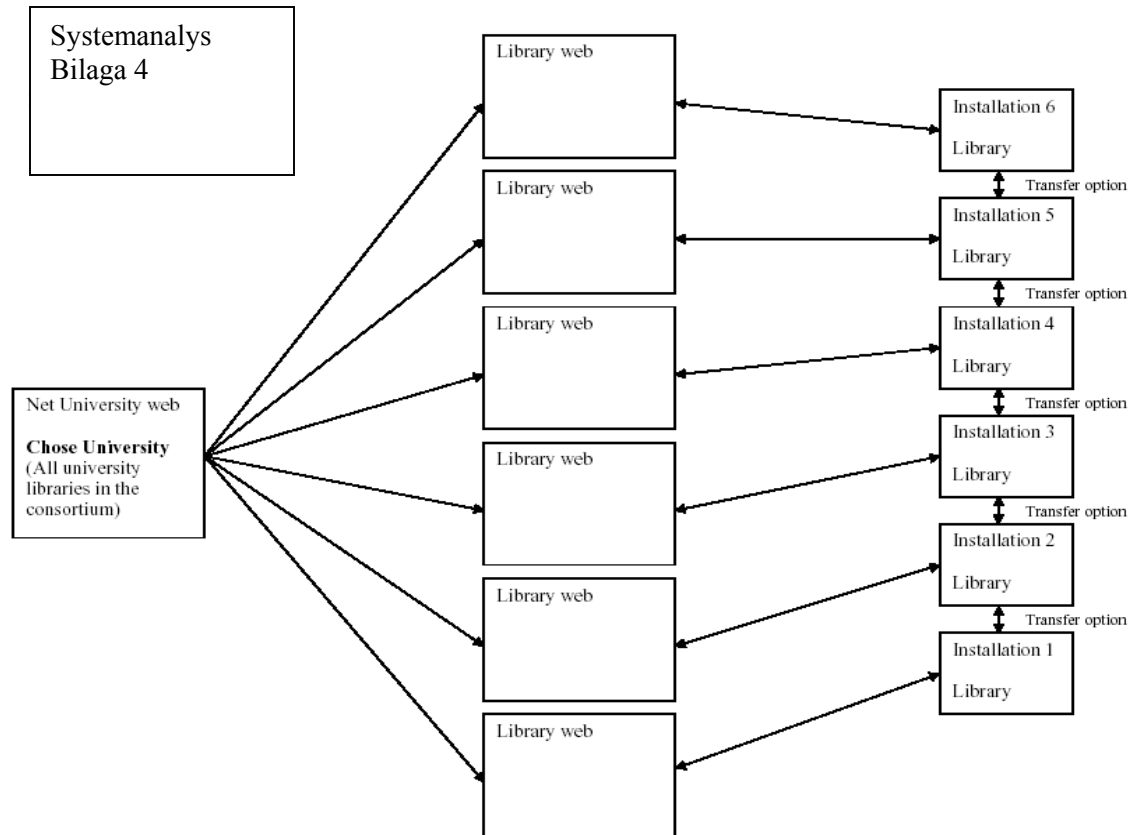 Systemanalys
Bilaga 4
Net University web
Chose University
(All university
libraries in the
consortium)
Library web
Library web
Library web
Library web
Library web
Library web
Installation 6
Library
Transfer option
Installation 5
Library
Transfer option
Installation 4
Library
Transfer option
Installation 3
Library
Transfer option
Installation 2
Library
Transfer option
Installation 1
Library